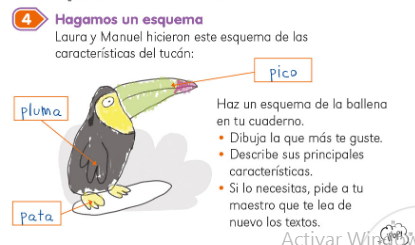 4 Hagamos un esquema
Laura y Manuel hicieron este esquema de las
características del tucán:
pico
pluma
pata
Haz un esquema de la ballena
en tu cuaderno.
• Dibuja la que más te guste.
• Describe sus principales
características.
• Si lo necesitas, pide a tu
maestro que te lea de
nuevo los textos.
¡POP!
Activar Window